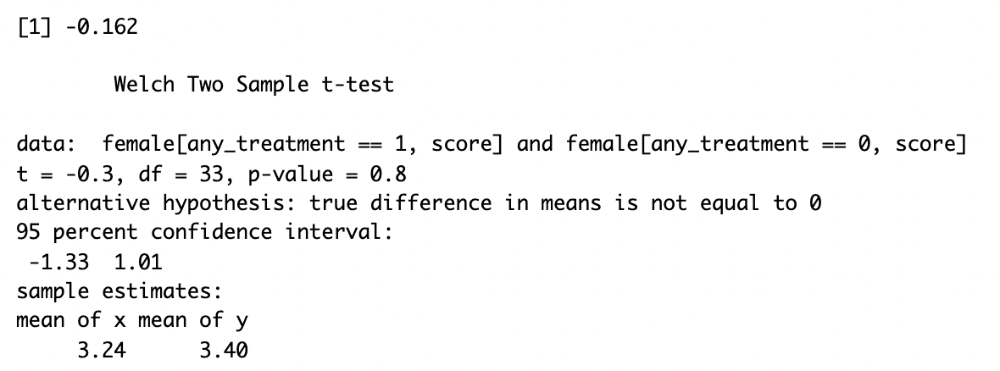 [1] -0.162
Welch Two Sample t-test
data:  female[any_treatment == 1, score] and female[any_treatment == 0, score]
t = -0.3, df = 33, p-value = 0.8
alternative hypothesis: true difference in means is not equal to 0
95 percent confidence interval:
 -1.33  1.01
sample estimates:
mean of x mean of y
     3.24      3.40